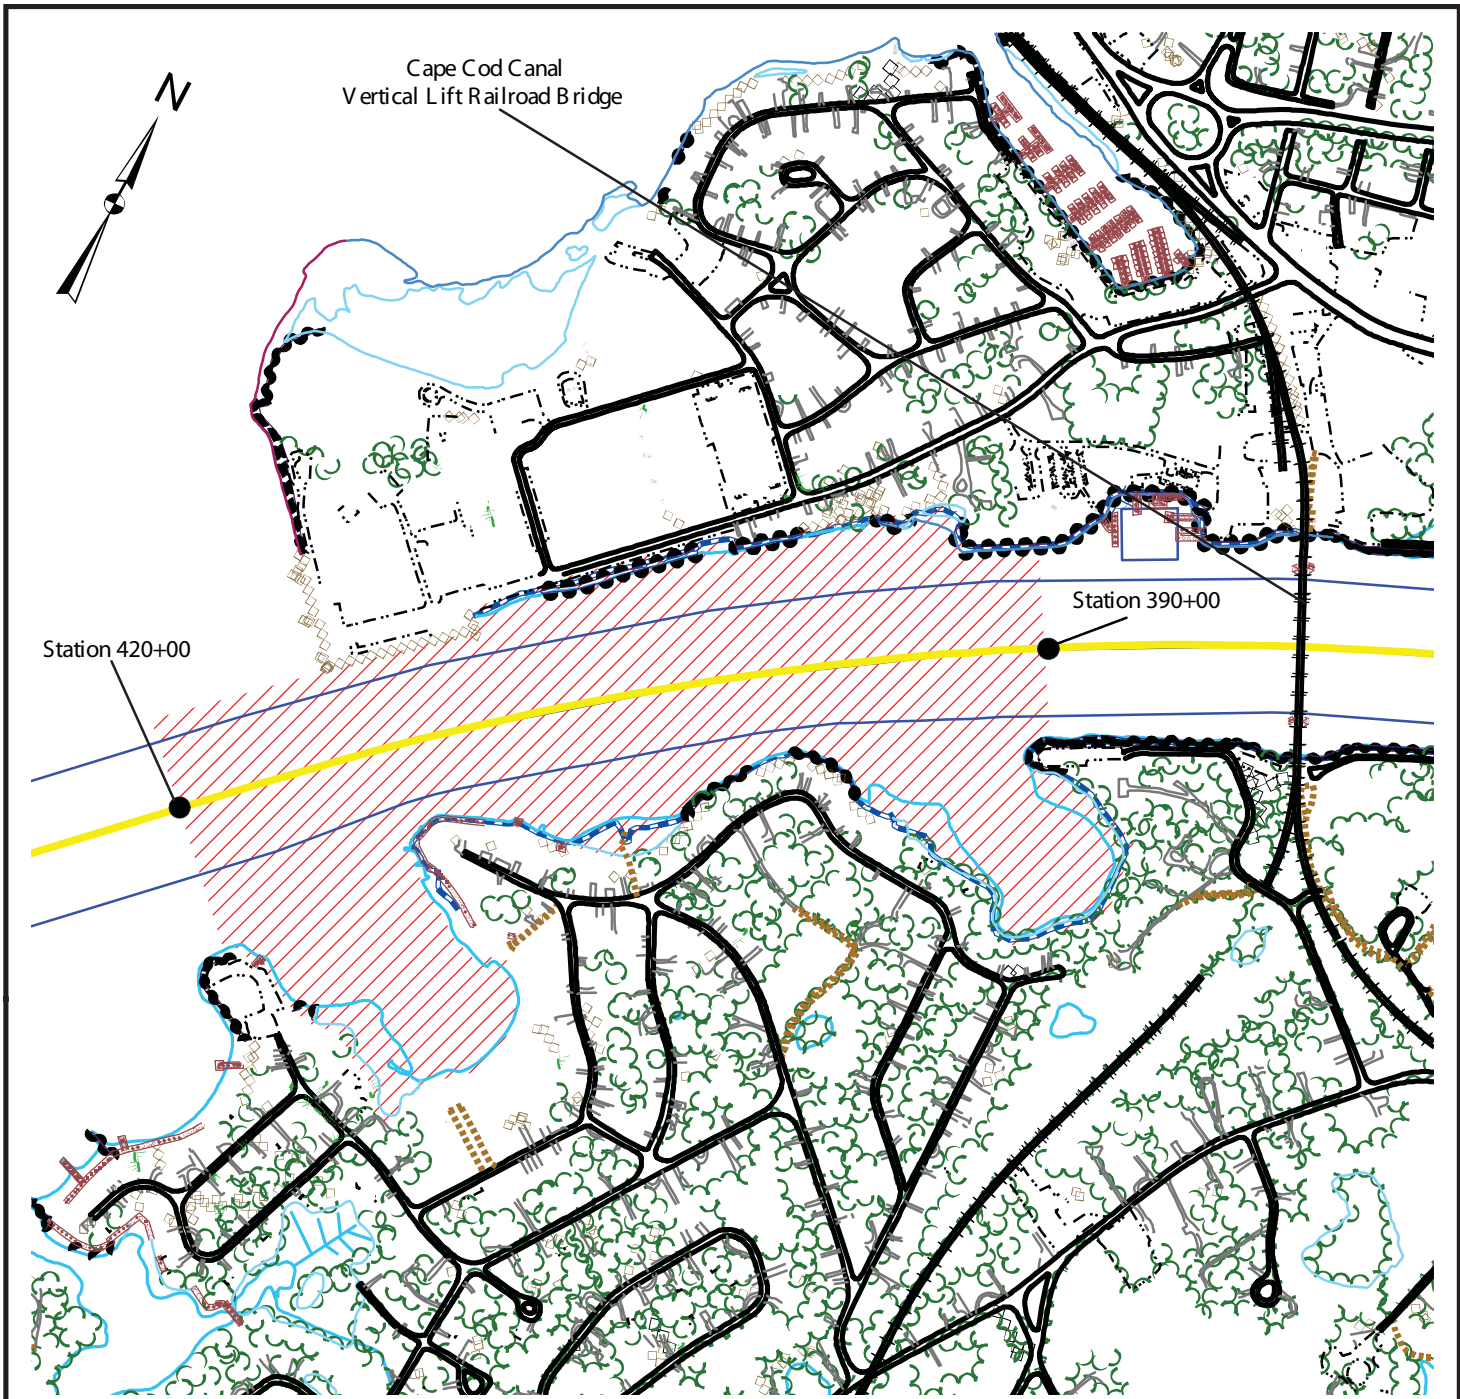 N
Cape Cod Canal
Vertical Lift Railroad Bridge
Station 390+00
Station 420+00